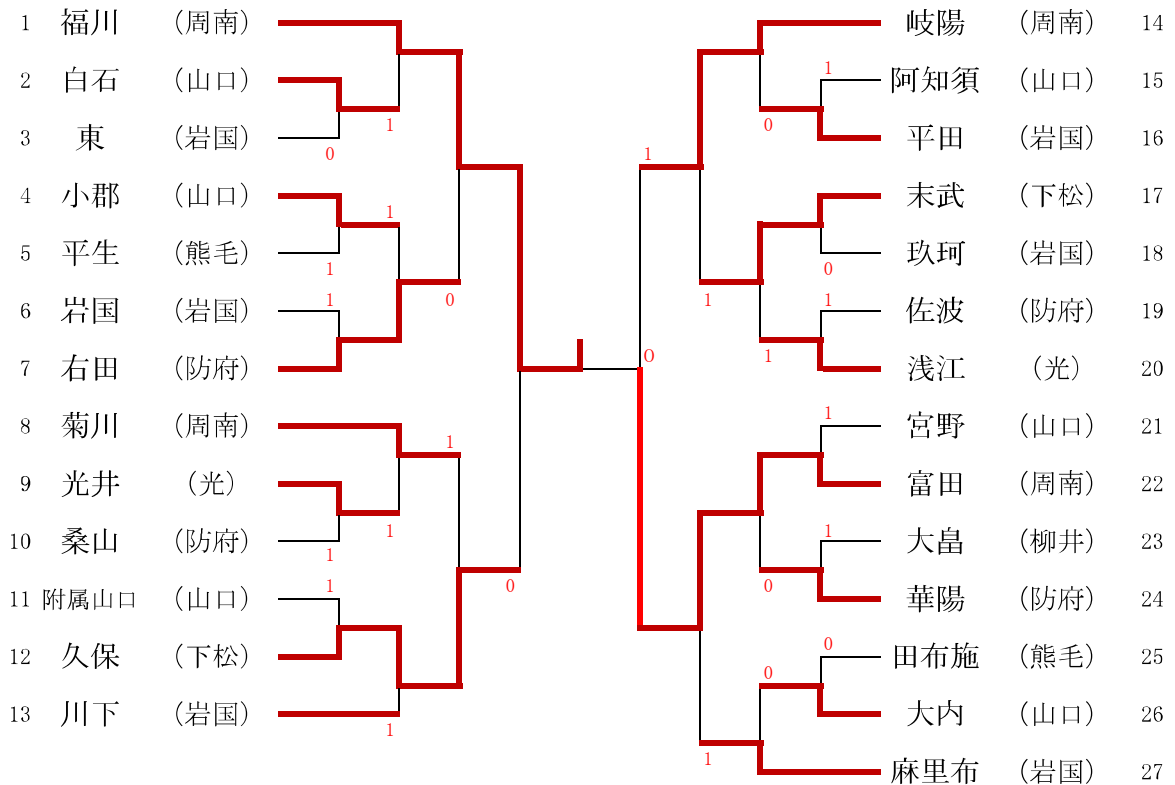 1 福川 （周南）
2 白石 （山口）
1
3 東 （岩国）
0
4 小郡 （山口）
1
5 平生 （熊毛）
1
0
6 岩国 （岩国）
1
7 右田 （防府）
8 菊川 （周南）
1
9 光井 （光）
1
10 桑山 （防府）
1
0
11 附属山口 （山口）
1
12 久保 （下松）
13 川下 （岩国）
1
岐陽 （周南） 14
1
阿知須 （山口） 15
0
平田 （岩国） 16
1
末武 （下松） 17
玖珂 （岩国） 18
0
1
1
佐波 （防府） 19
0
1
浅江 （光） 20
1
宮野 （山口） 21
富田 （周南） 22
1
大畠 （柳井） 23
0
華陽 （防府） 24
0
田布施 （熊毛） 25
0
大内 （山口） 26
1
麻里布 （岩国） 27